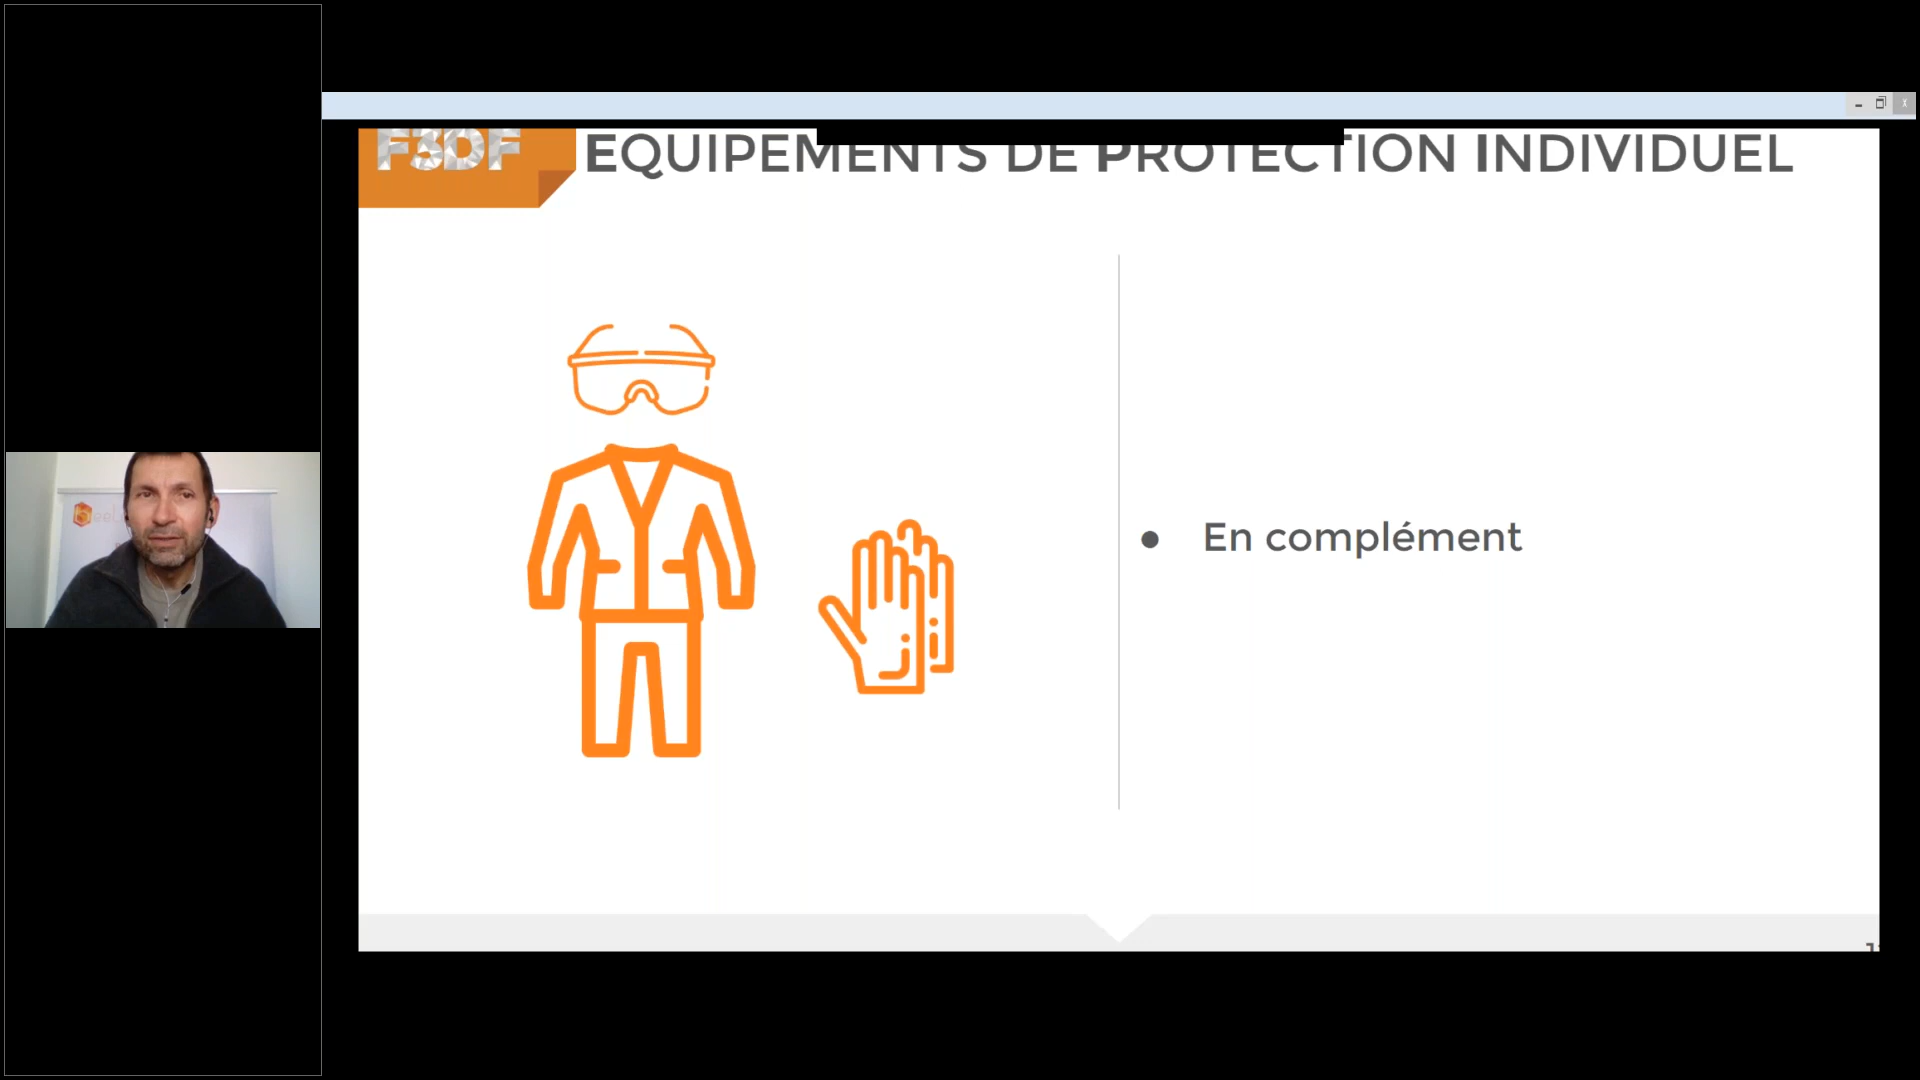 F3DF
EQUIPEMENTS DE PROTECTION INDIVIDUEL
● En complément